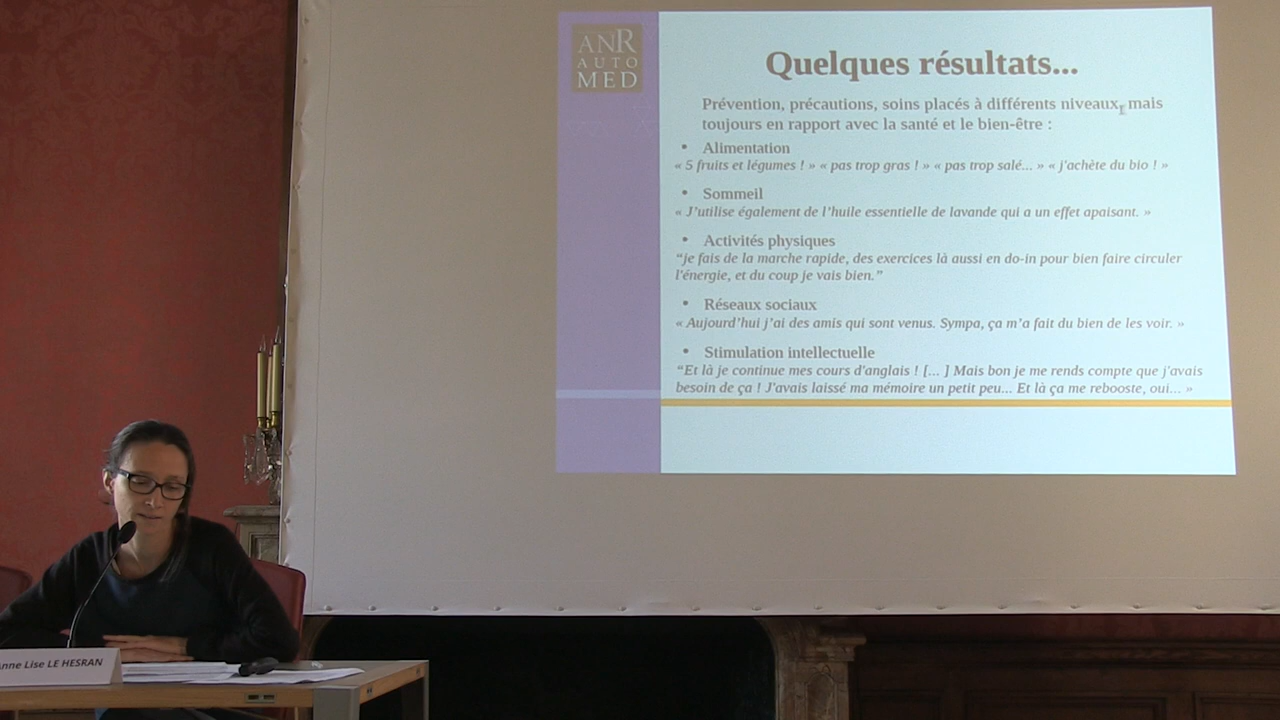 ANR
AUTO
MED
Quelques résultats...
Prévention, précautions, soins placés à différents niveaux, mais
toujours en rapport avec la santé et le bien-être :
• Alimentation
« 5 fruits et légumes ! » « pas trop gras ! » « pas trop salé... » « j'achète du bio ! »
• Sommeil
« J'utilise également de l'huile essentielle de lavande qui a un effet apaisant. »
• Activités physiques
“je fais de la marche rapide, des exercices là aussi en do-in pour bien faire circuler
l'énergie, et du coup je vais bien.”
• Réseaux sociaux
« Aujourd'hui j'ai des amis qui sont venus. Sympa, ça m'a fait du bien de les voir. »
• Stimulation intellectuelle
“Et là je continue mes cours d'anglais ! [... ] Mais bon je me rends compte que j'avais
besoin de ça ! J'avais laissé ma mémoire un petit peu... Et là ça me rebooste, oui... »
Anne Lise LE HESRAN